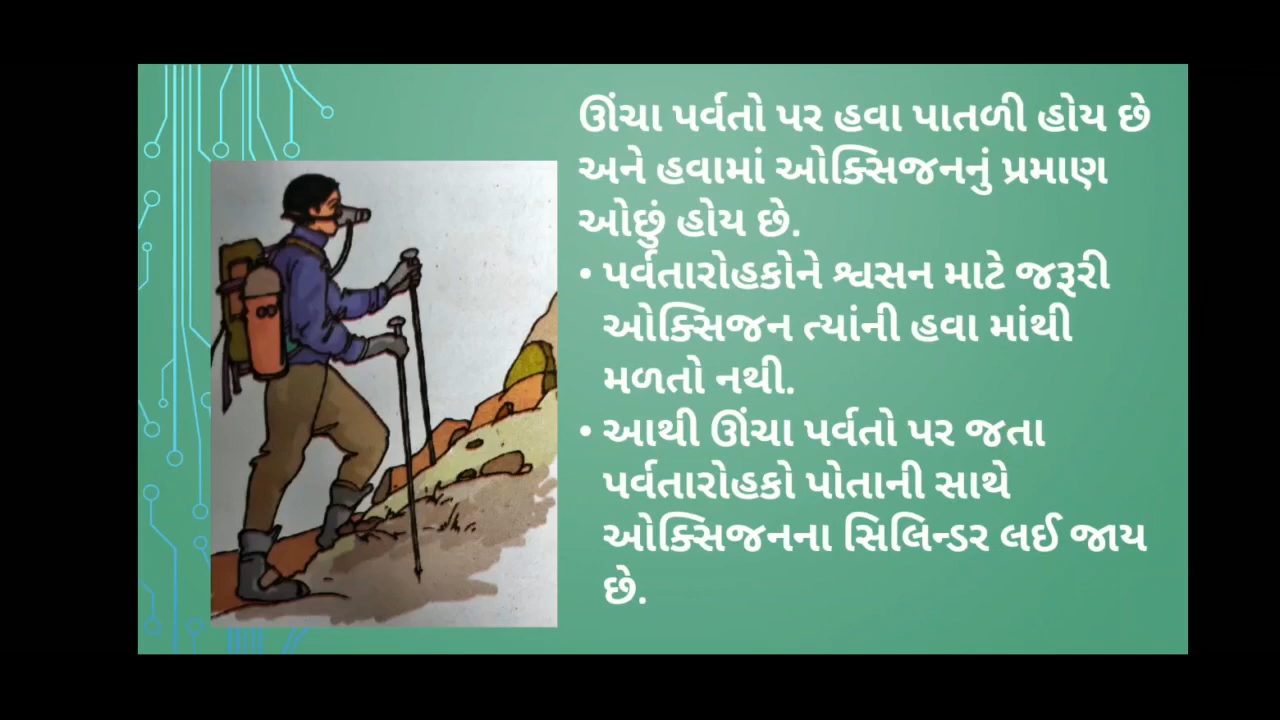 ઊંચા પર્વતો પર હવા પાતળી હોય છે
અને હવામાં ઓક્સિજનનું પ્રમાણ
ઓછું હોય છે.
• પર્વતારોહકોને શ્વસન માટે જરૂરી
ઓક્સિજન ત્યાંની હવા માંથી
મળતો નથી.
• આથી ઊંચા પર્વતો પર જતા
પર્વતારોહકો પોતાની સાથે
ઓક્સિજનના સિલિન્ડર લઈ જાય
છે.